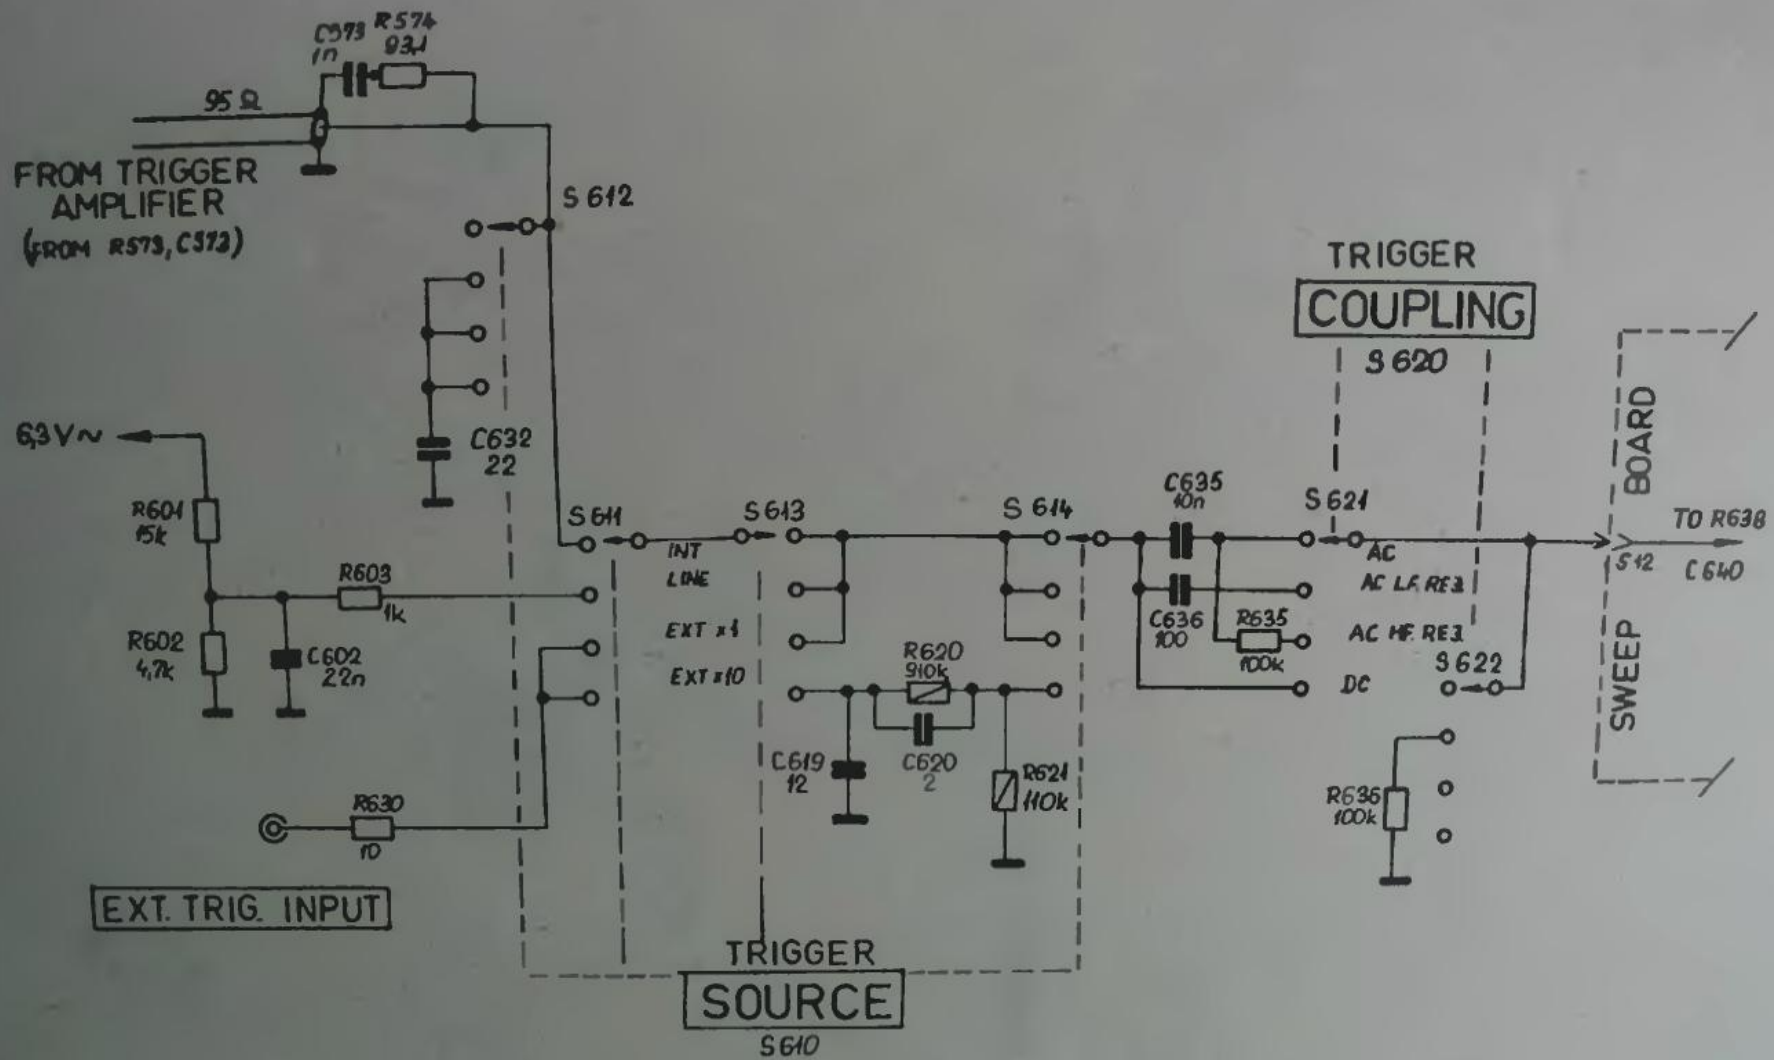 C573 R574
1n 93,1
95 Ω
FROM TRIGGER
AMPLIFIER
(FROM R573, C572)
S 612
TRIGGER
COUPLING
S 620
6,3 V ~
C632
22
R601
15k
R602
4,7k
C602
22n
R603
1k
S 611
S 613
S 614
INT
LINE
EXT x1
EXT x10
C635
10n
S 621
AC
AC LF. REJ.
AC HF. REJ.
DC
C636
100
R635
100k
S 622
R620
910k
C619
12
C620
2
R621
110k
R636
100k
BOARD
SWEEP
TO R638
C640
S12
R630
10
EXT. TRIG. INPUT
TRIGGER
SOURCE
S610